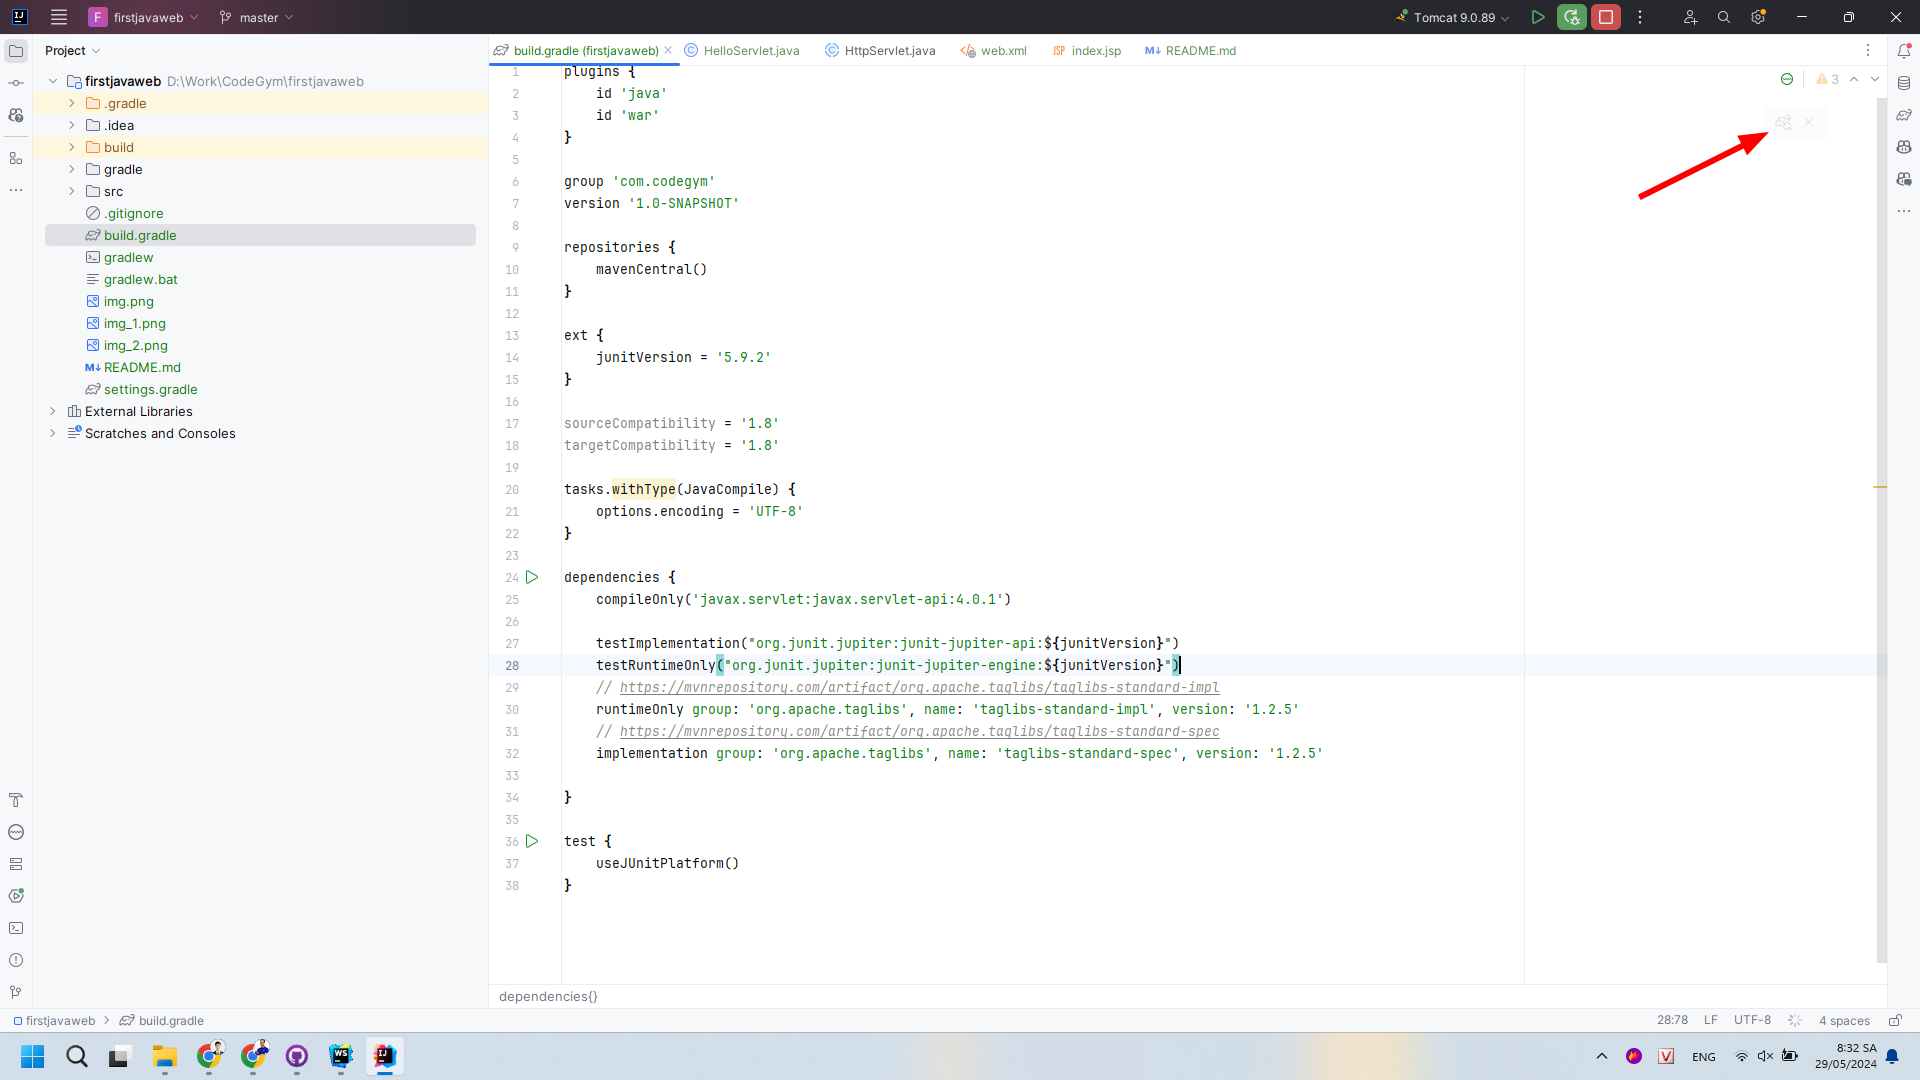 F firstjavaweb master Tomcat 9.0.89
Project
build.gradle (firstjavaweb) HelloServlet.java HttpServlet.java web.xml JSP index.jsp M↓ README.md
firstjavaweb D:\Work\CodeGym\firstjavaweb
.gradle
.idea
build
gradle
src
.gitignore
build.gradle
gradlew
gradlew.bat
img.png
img_1.png
img_2.png
M↓ README.md
settings.gradle
External Libraries
Scratches and Consoles
3
1 plugins {
2 id 'java'
3 id 'war'
4 }
5
6 group 'com.codegym'
7 version '1.0-SNAPSHOT'
8
9 repositories {
10 mavenCentral()
11 }
12
13 ext {
14 junitVersion = '5.9.2'
15 }
16
17 sourceCompatibility = '1.8'
18 targetCompatibility = '1.8'
19
20 tasks.withType(JavaCompile) {
21 options.encoding = 'UTF-8'
22 }
23
24 dependencies {
25 compileOnly('javax.servlet:javax.servlet-api:4.0.1')
26
27 testImplementation("org.junit.jupiter:junit-jupiter-api:${junitVersion}")
28 testRuntimeOnly("org.junit.jupiter:junit-jupiter-engine:${junitVersion}")
29 // https://mvnrepository.com/artifact/org.apache.taglibs/taglibs-standard-impl
30 runtimeOnly group: 'org.apache.taglibs', name: 'taglibs-standard-impl', version: '1.2.5'
31 // https://mvnrepository.com/artifact/org.apache.taglibs/taglibs-standard-spec
32 implementation group: 'org.apache.taglibs', name: 'taglibs-standard-spec', version: '1.2.5'
33
34 }
35
36 test {
37 useJUnitPlatform()
38 }
dependencies{}
firstjavaweb > build.gradle 28:78 LF UTF-8 4 spaces
WS IJ V ENG 8:32 SA
29/05/2024